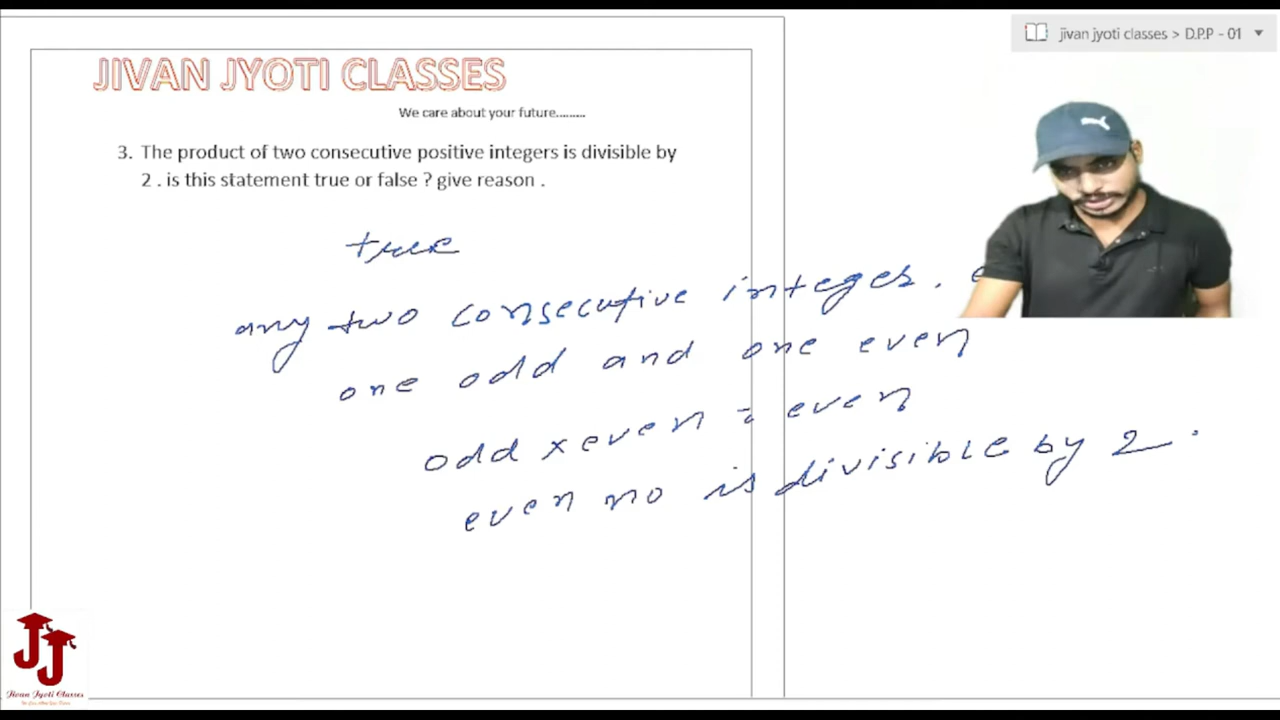 jivan jyoti classes > D.P.P - 01
JIVAN JYOTI CLASSES
We care about your future.........
3. The product of two consecutive positive integers is divisible by
2 . is this statement true or false ? give reason .
true
any two consecutive integes.
one odd and one even
odd x even = even
even no is divisible by 2 .
JJ
Jivan Jyoti Classes